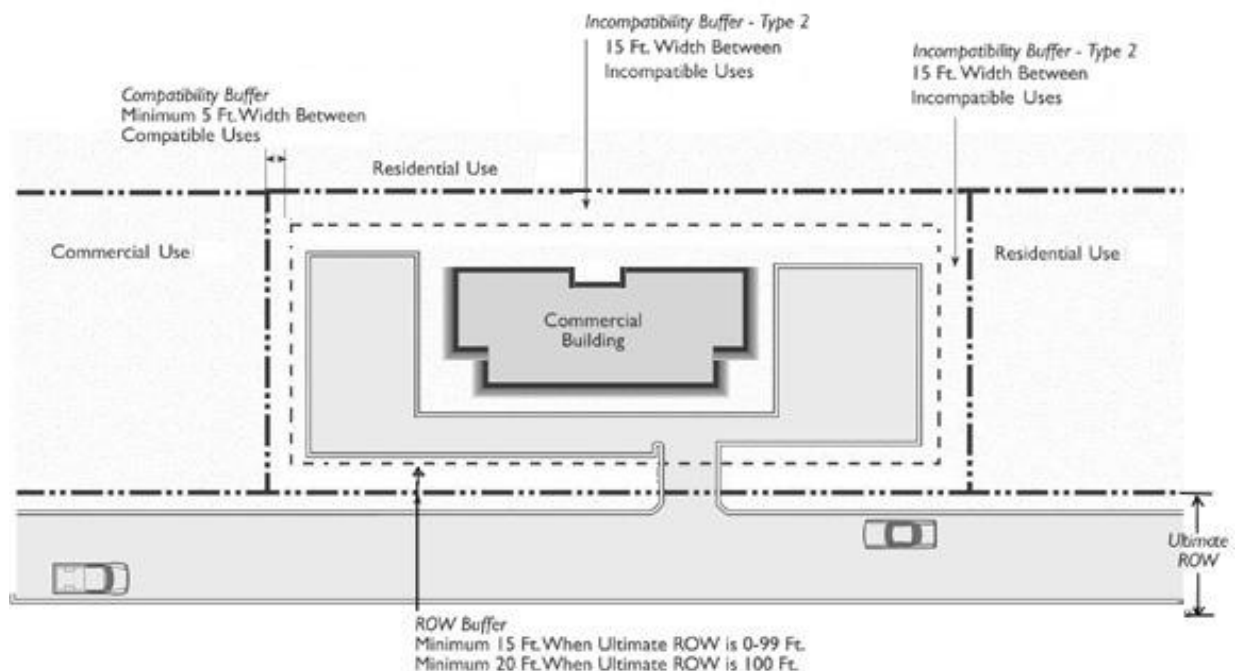 Incompatibility Buffer - Type 2
15 Ft. Width Between
Incompatible Uses
Incompatibility Buffer - Type 2
15 Ft. Width Between
Incompatible Uses
Compatibility Buffer
Minimum 5 Ft. Width Between
Compatible Uses
Residential Use
Commercial Use
Residential Use
Commercial
Building
Ultimate
ROW
ROW Buffer
Minimum 15 Ft. When Ultimate ROW is 0-99 Ft.
Minimum 20 Ft. When Ultimate ROW is 100 Ft.